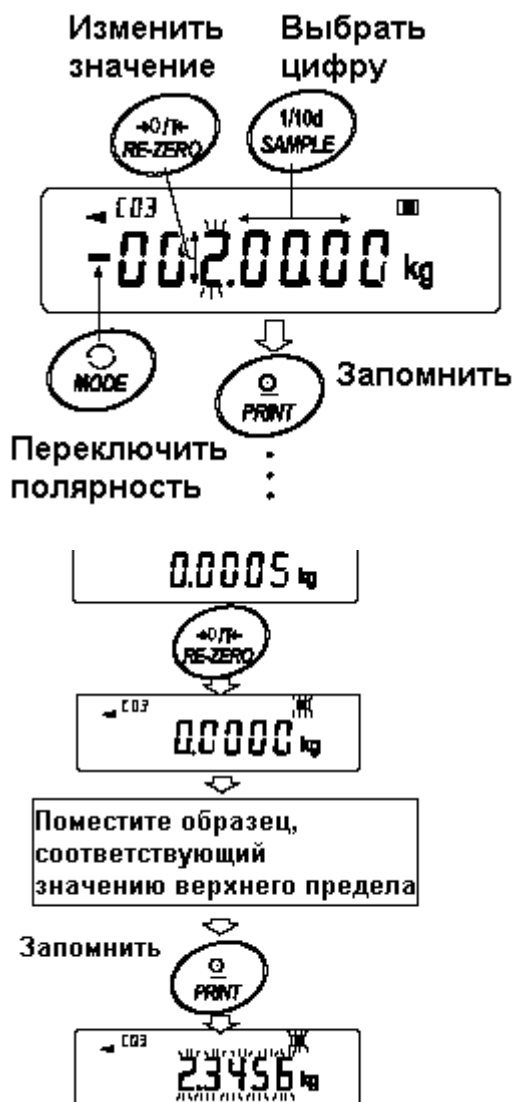 Изменить
значение
Выбрать
цифру
→0/T←
RE-ZERO
1/10d
SAMPLE
C03
-002.0000 kg
MODE
PRINT
Запомнить
Переключить
полярность
0.0005 kg
→0/T←
RE-ZERO
C03
0.0000 kg
Поместите образец,
соответствующий
значению верхнего предела
Запомнить
PRINT
C03
2.3456 kg